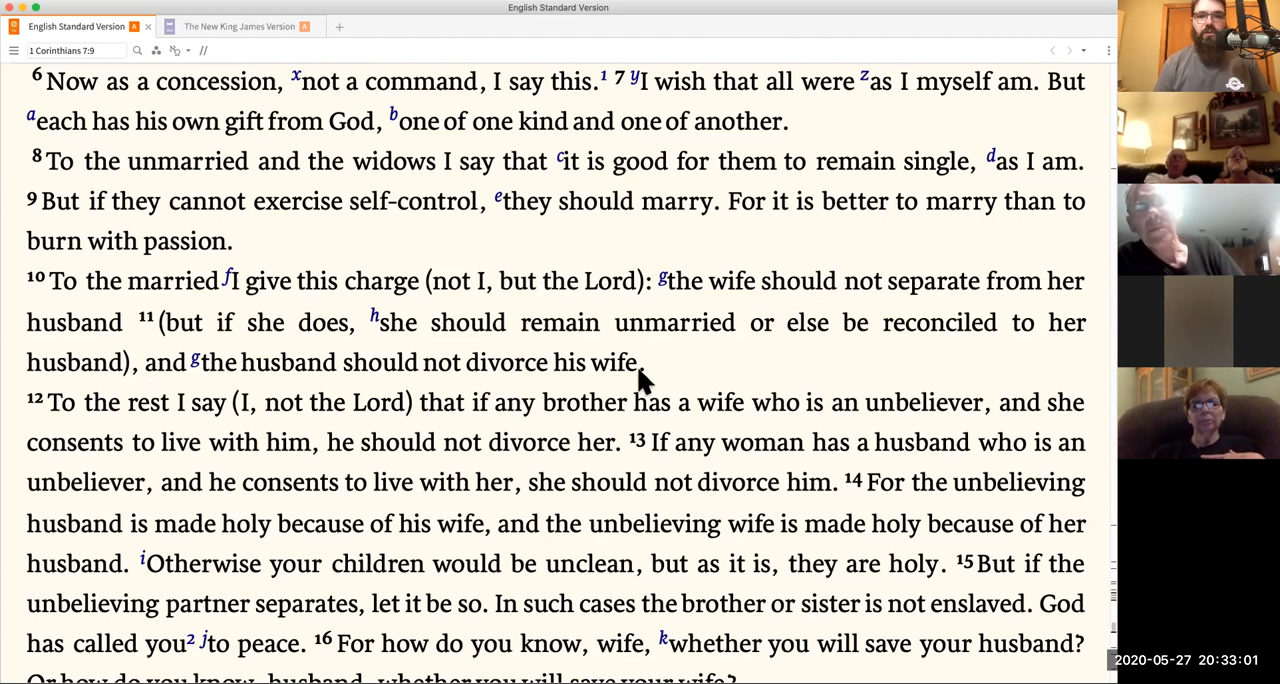 English Standard Version
English Standard Version A
The New King James Version A
1 Corinthians 7:9
6 Now as a concession, x not a command, I say this.1 7 y I wish that all were z as I myself am. But
a each has his own gift from God, b one of one kind and one of another.
8 To the unmarried and the widows I say that c it is good for them to remain single, d as I am.
9 But if they cannot exercise self-control, e they should marry. For it is better to marry than to
burn with passion.
10 To the married f I give this charge (not I, but the Lord): g the wife should not separate from her
husband 11 (but if she does, h she should remain unmarried or else be reconciled to her
husband), and g the husband should not divorce his wife.
12 To the rest I say (I, not the Lord) that if any brother has a wife who is an unbeliever, and she
consents to live with him, he should not divorce her. 13 If any woman has a husband who is an
unbeliever, and he consents to live with her, she should not divorce him. 14 For the unbelieving
husband is made holy because of his wife, and the unbelieving wife is made holy because of her
husband. i Otherwise your children would be unclean, but as it is, they are holy. 15 But if the
unbelieving partner separates, let it be so. In such cases the brother or sister is not enslaved. God
has called you2 j to peace. 16 For how do you know, wife, k whether you will save your husband?
Or how do you know, husband, whether you will save your wife?
2020-05-27 20:33:01